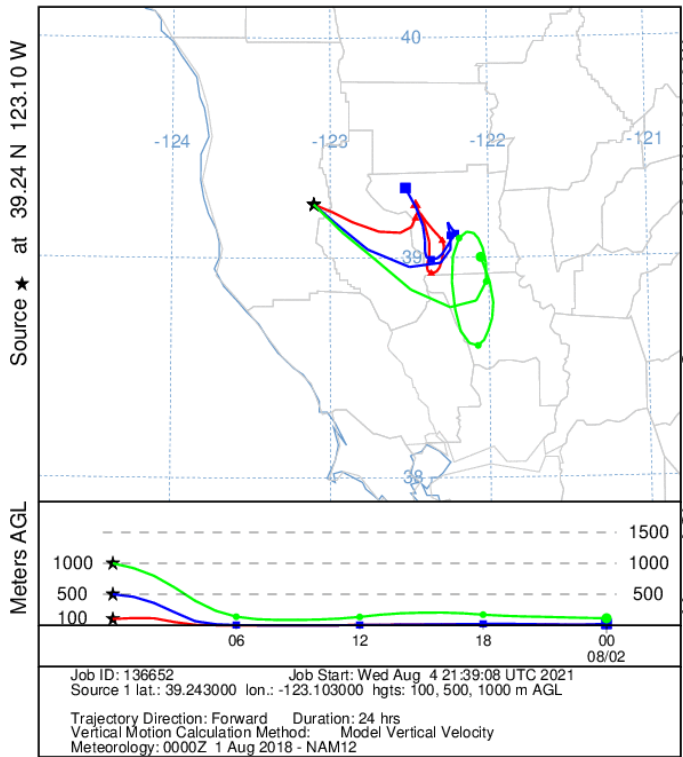 Source ★ at 39.24 N 123.10 W
40
-124
-123
-122
-121
39
38
Meters AGL
1500
1000
1000
500
500
100
06
12
18
00
08/02
Job ID: 136652 Job Start: Wed Aug 4 21:39:08 UTC 2021
Source 1 lat.: 39.243000 lon.: -123.103000 hgts: 100, 500, 1000 m AGL
Trajectory Direction: Forward Duration: 24 hrs
Vertical Motion Calculation Method: Model Vertical Velocity
Meteorology: 0000Z 1 Aug 2018 - NAM12